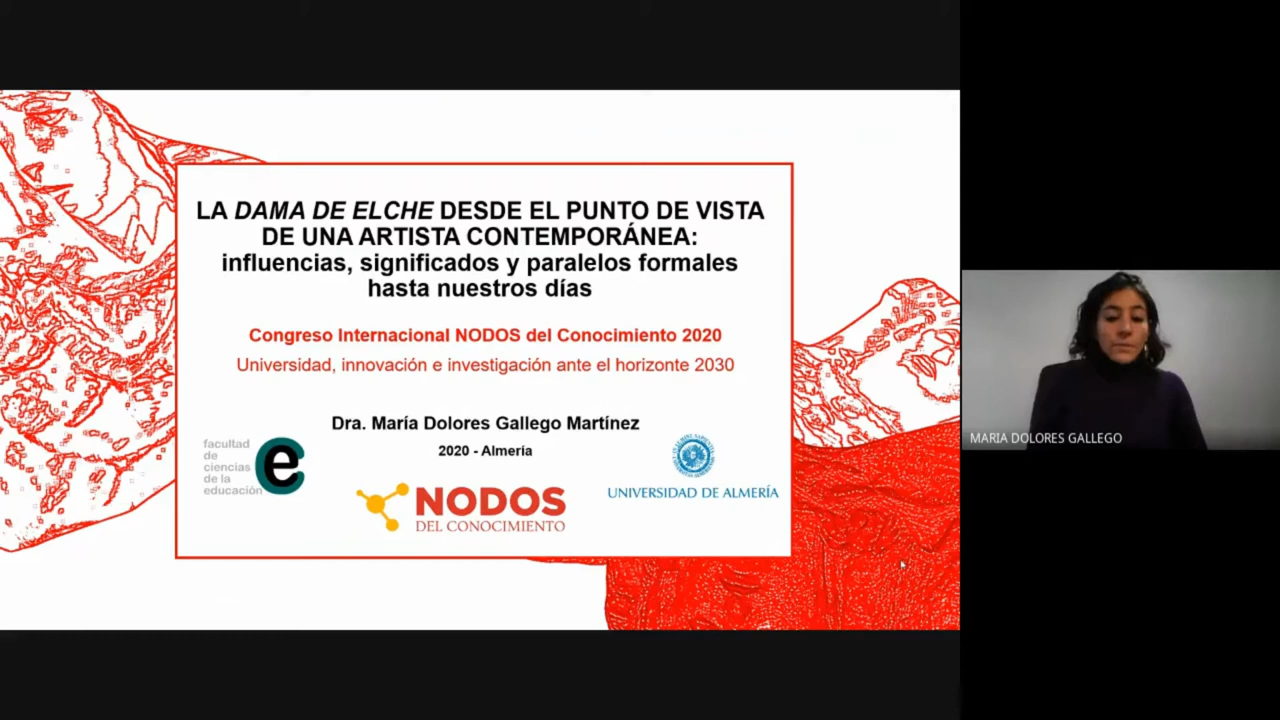 LA DAMA DE ELCHE DESDE EL PUNTO DE VISTA
DE UNA ARTISTA CONTEMPORÁNEA:
influencias, significados y paralelos formales
hasta nuestros días
Congreso Internacional NODOS del Conocimiento 2020
Universidad, innovación e investigación ante el horizonte 2030
Dra. María Dolores Gallego Martínez
2020 - Almería
facultad
de
ciencias
de la
educación
e
NODOS
DEL CONOCIMIENTO
UNIVERSIDAD DE ALMERÍA
MARIA DOLORES GALLEGO